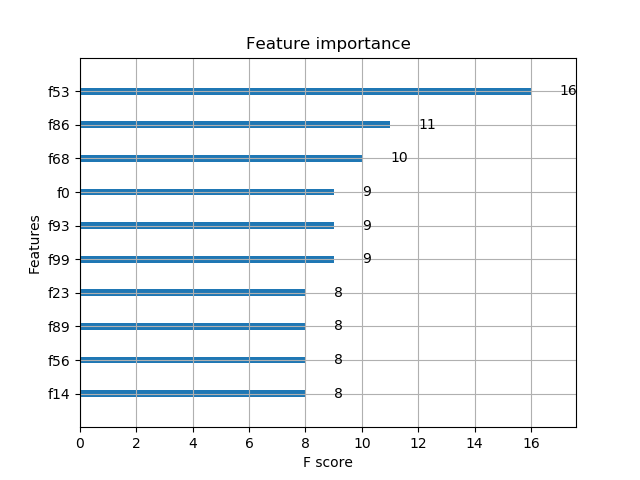 Feature importance
Features
f53 16
f86 11
f68 10
f0 9
f93 9
f99 9
f23 8
f89 8
f56 8
f14 8
0 2 4 6 8 10 12 14 16
F score